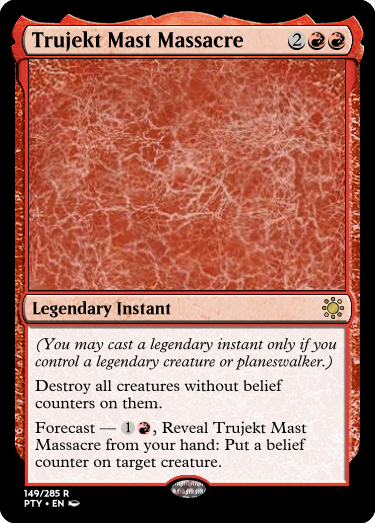 Trujekt Mast Massacre 2
Legendary Instant
(You may cast a legendary instant only if you
control a legendary creature or planeswalker.)
Destroy all creatures without belief
counters on them.
Forecast — 1, Reveal Trujekt Mast
Massacre from your hand: Put a belief
counter on target creature.
149/285 R
PTY • EN